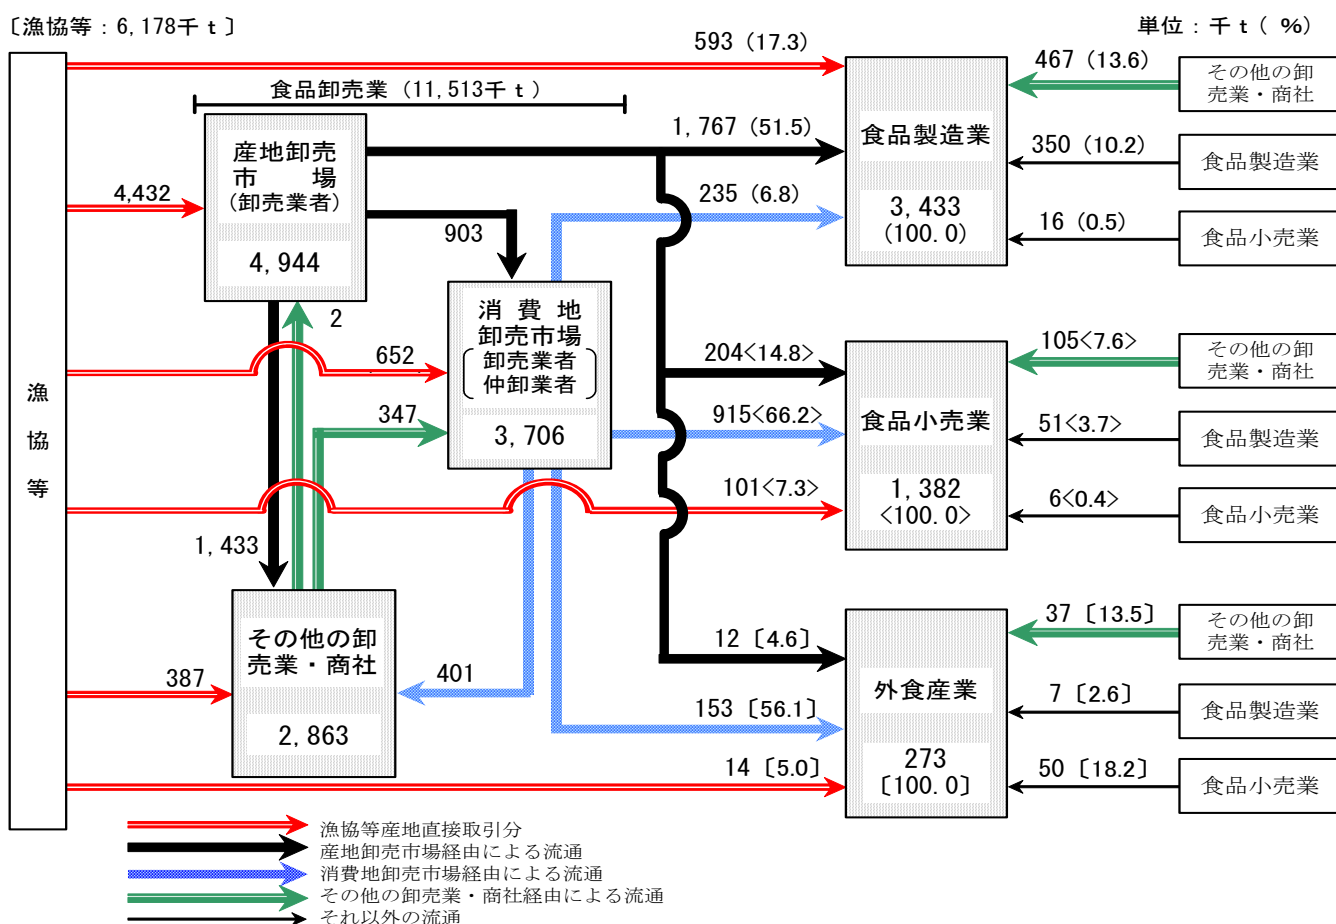 〔漁協等：6,178千ｔ〕
単位：千ｔ( %)
593 (17.3)
467 (13.6)
その他の卸
売業・商社
食品卸売業 (11,513千ｔ)
1,767 (51.5)
食品製造業
3,433
(100.0)
350 (10.2)
食品製造業
産地卸売
市　　場
(卸売業者)
4,944
4,432
903
235 (6.8)
16 (0.5)
食品小売業
2
消 費 地
卸売市場
卸売業者
仲卸業者
3,706
652
347
204<14.8>
105<7.6>
その他の卸
売業・商社
漁
協
等
915<66.2>
食品小売業
1,382
<100.0>
51<3.7>
食品製造業
101<7.3>
6<0.4>
食品小売業
1,433
その他の卸
売業・商社
2,863
387
401
12〔4.6〕
37〔13.5〕
その他の卸
売業・商社
153〔56.1〕
外食産業
273
〔100.0〕
7〔2.6〕
食品製造業
14〔5.0〕
50〔18.2〕
食品小売業
漁協等産地直接取引分
産地卸売市場経由による流通
消費地卸売市場経由による流通
その他の卸売業・商社経由による流通
それ以外の流通